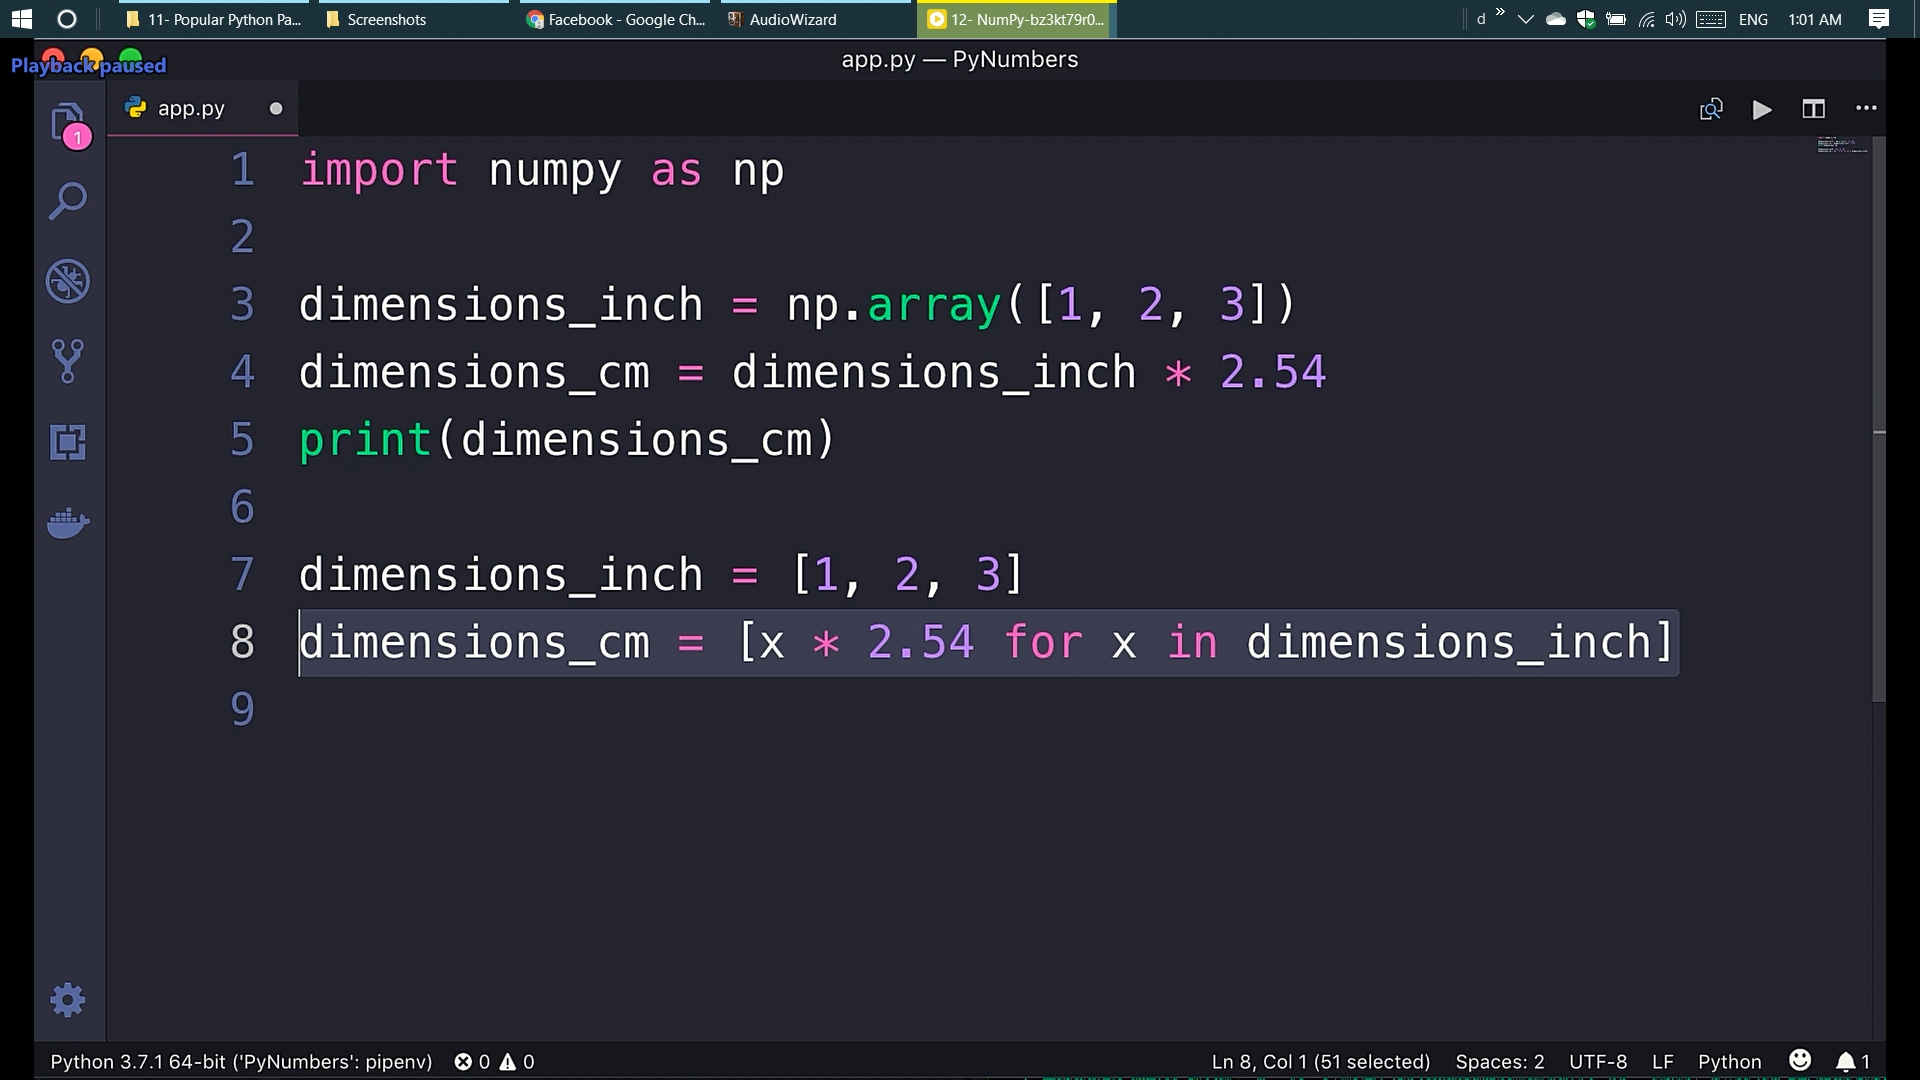 11- Popular Python Pa...
Screenshots
Facebook - Google Ch...
AudioWizard
12- NumPy-bz3kt79r0...
d
ENG
1:01 AM
Playback paused
app.py — PyNumbers
1
app.py
1 import numpy as np
2
3 dimensions_inch = np.array([1, 2, 3])
4 dimensions_cm = dimensions_inch * 2.54
5 print(dimensions_cm)
6
7 dimensions_inch = [1, 2, 3]
8 dimensions_cm = [x * 2.54 for x in dimensions_inch]
9
Python 3.7.1 64-bit ('PyNumbers': pipenv) 0 0 Ln 8, Col 1 (51 selected) Spaces: 2 UTF-8 LF Python 1